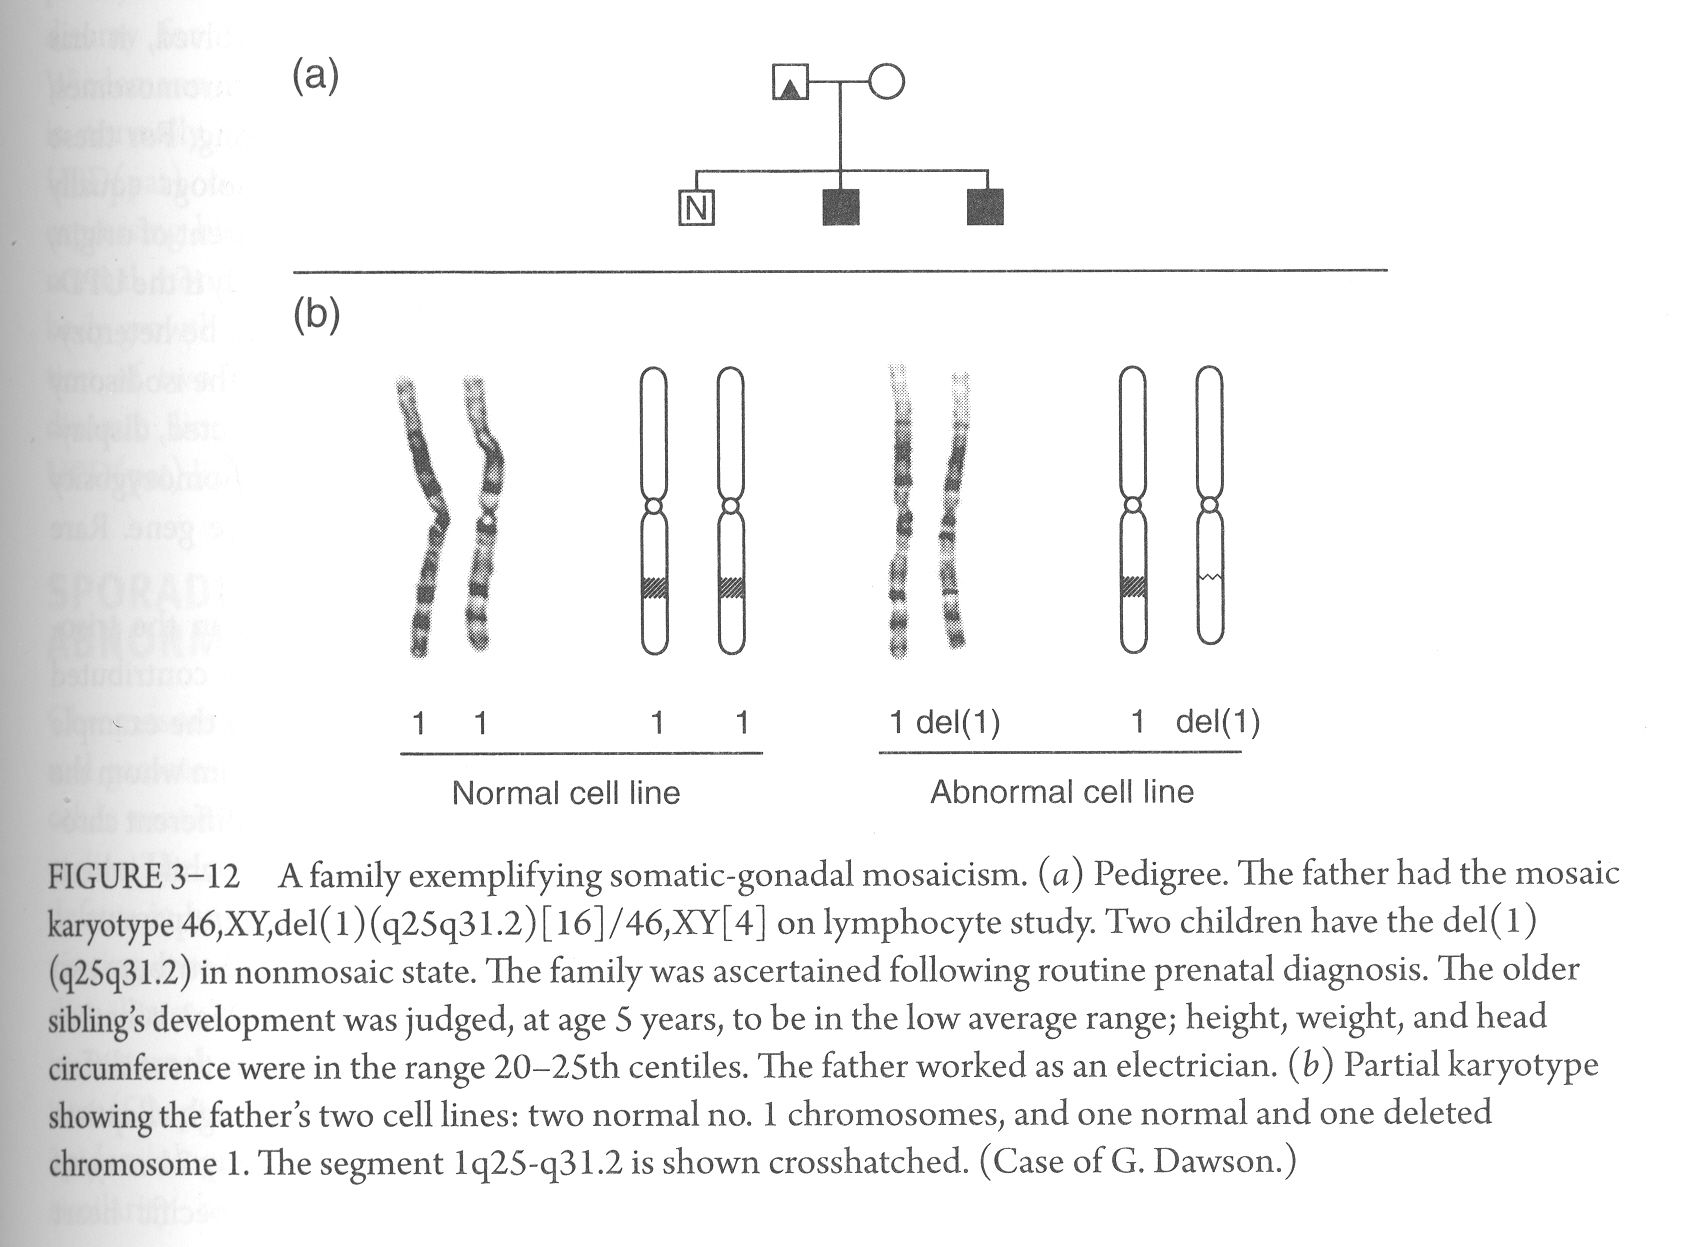 (a)
N
(b)
1 1 1 1 1 del(1) 1 del(1)
Normal cell line Abnormal cell line
FIGURE 3–12 A family exemplifying somatic-gonadal mosaicism. (a) Pedigree. The father had the mosaic
karyotype 46,XY,del(1)(q25q31.2)[16]/46,XY[4] on lymphocyte study. Two children have the del(1)
(q25q31.2) in nonmosaic state. The family was ascertained following routine prenatal diagnosis. The older
sibling's development was judged, at age 5 years, to be in the low average range; height, weight, and head
circumference were in the range 20–25th centiles. The father worked as an electrician. (b) Partial karyotype
showing the father's two cell lines: two normal no. 1 chromosomes, and one normal and one deleted
chromosome 1. The segment 1q25-q31.2 is shown crosshatched. (Case of G. Dawson.)